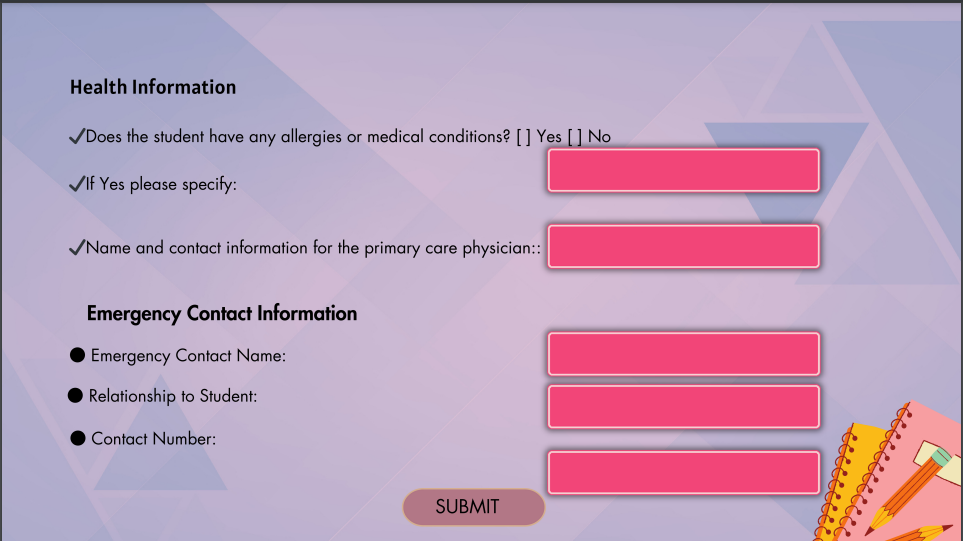 Health Information
Does the student have any allergies or medical conditions? [ ] Yes [ ] No
If Yes please specify:
Name and contact information for the primary care physician::
Emergency Contact Information
Emergency Contact Name:
Relationship to Student:
Contact Number:
SUBMIT